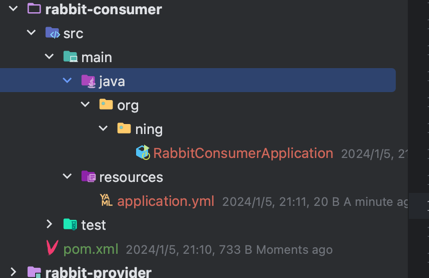 rabbit-consumer
src
main
java
org
ning
RabbitConsumerApplication 2024/1/5, 21
resources
application.yml 2024/1/5, 21:11, 20 B A minute ag
test
pom.xml 2024/1/5, 21:10, 733 B Moments ago
rabbit-provider